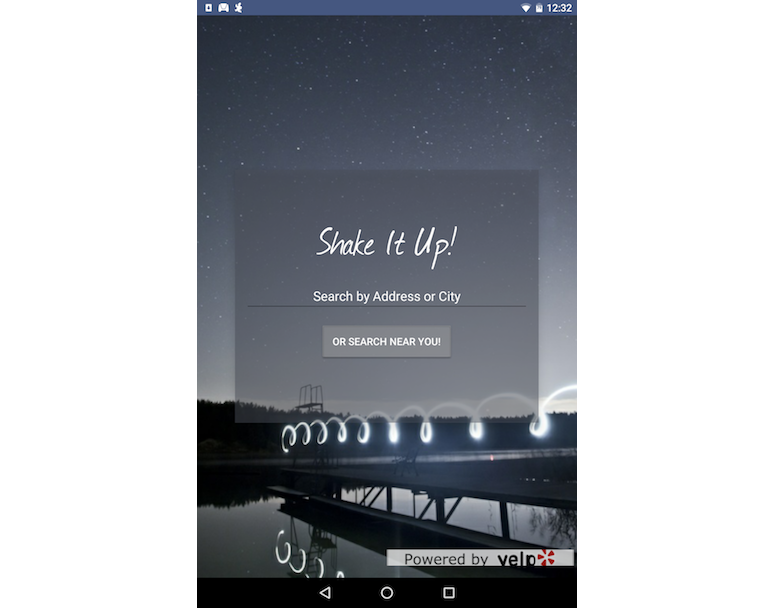 12:32
Shake It Up!
Search by Address or City
OR SEARCH NEAR YOU!
Powered by yelp